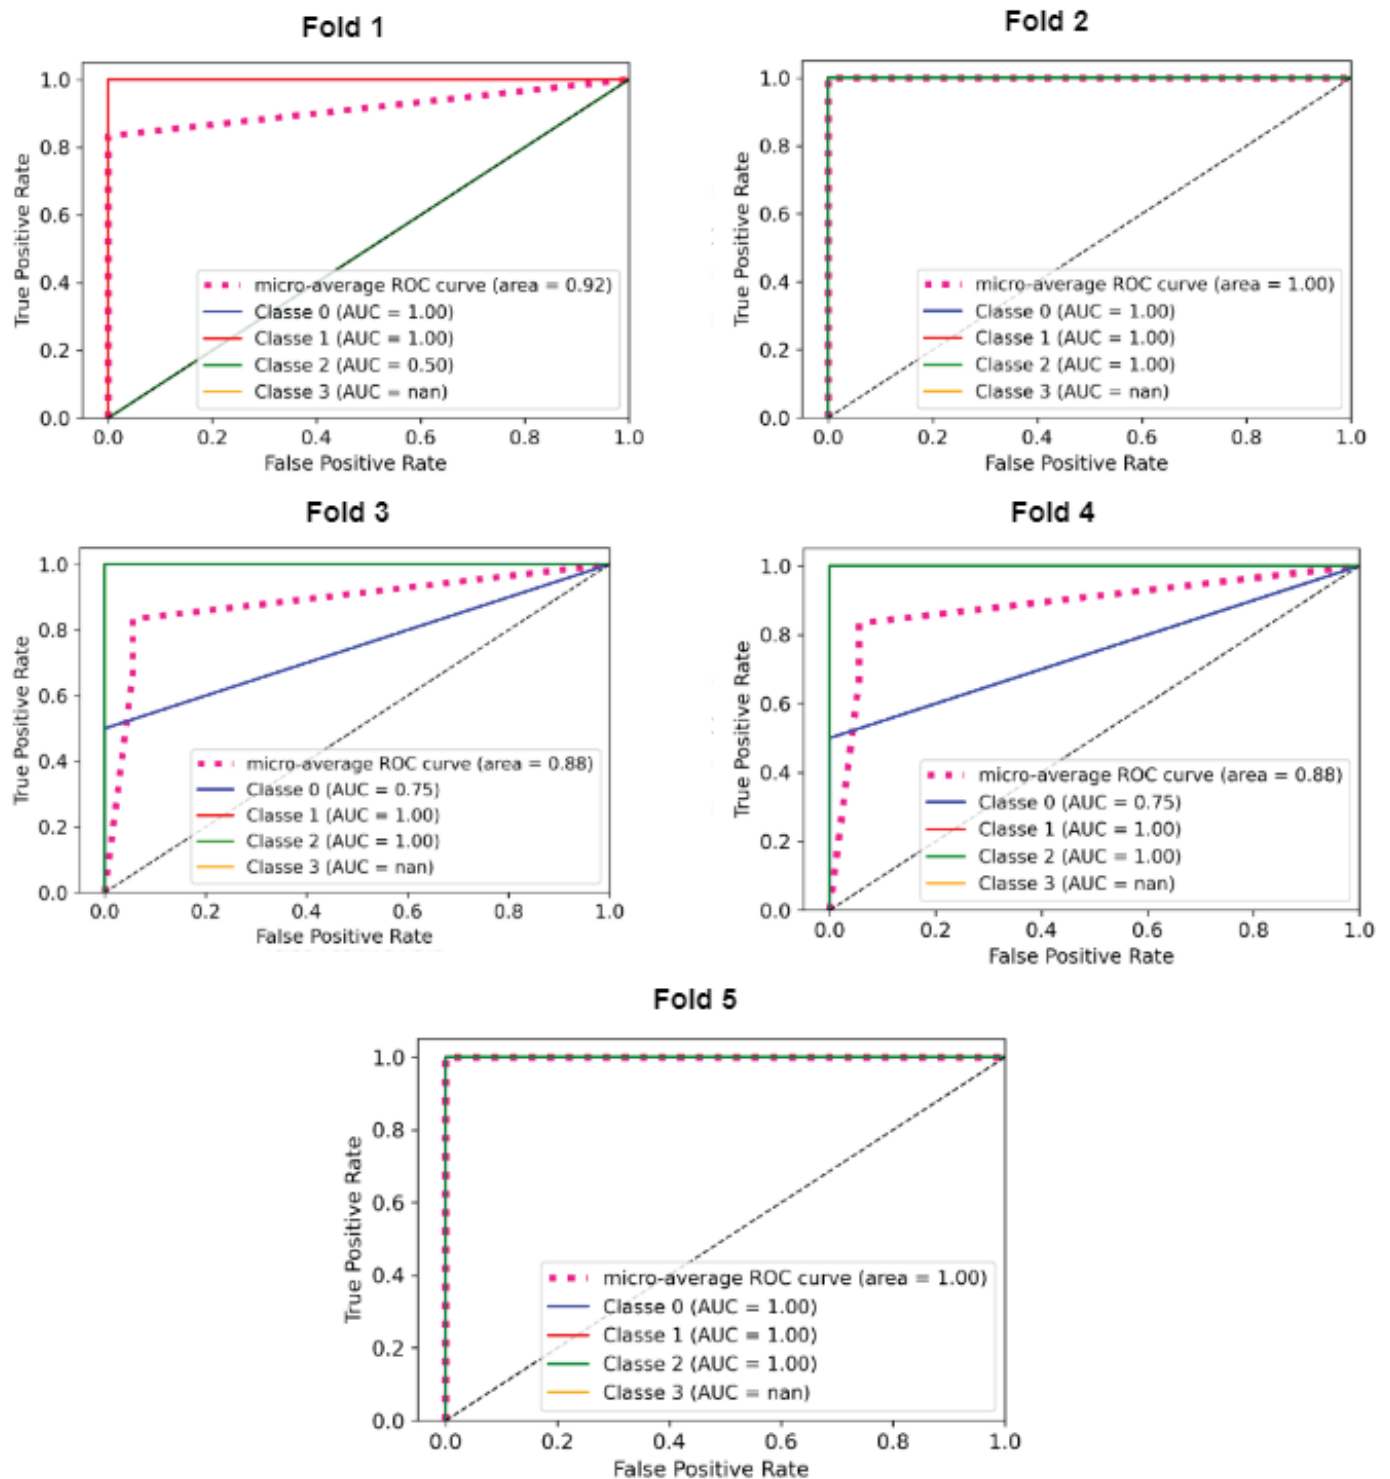 Fold 1
1.0
0.8
0.6
0.4
0.2
0.0
True Positive Rate
micro-average ROC curve (area = 0.92)
Classe 0 (AUC = 1.00)
Classe 1 (AUC = 1.00)
Classe 2 (AUC = 0.50)
Classe 3 (AUC = nan)
0.0 0.2 0.4 0.6 0.8 1.0
False Positive Rate
Fold 2
1.0
0.8
0.6
0.4
0.2
0.0
True Positive Rate
micro-average ROC curve (area = 1.00)
Classe 0 (AUC = 1.00)
Classe 1 (AUC = 1.00)
Classe 2 (AUC = 1.00)
Classe 3 (AUC = nan)
0.0 0.2 0.4 0.6 0.8 1.0
False Positive Rate
Fold 3
1.0
0.8
0.6
0.4
0.2
0.0
True Positive Rate
micro-average ROC curve (area = 0.88)
Classe 0 (AUC = 0.75)
Classe 1 (AUC = 1.00)
Classe 2 (AUC = 1.00)
Classe 3 (AUC = nan)
0.0 0.2 0.4 0.6 0.8 1.0
False Positive Rate
Fold 4
1.0
0.8
0.6
0.4
0.2
0.0
True Positive Rate
micro-average ROC curve (area = 0.88)
Classe 0 (AUC = 0.75)
Classe 1 (AUC = 1.00)
Classe 2 (AUC = 1.00)
Classe 3 (AUC = nan)
0.0 0.2 0.4 0.6 0.8 1.0
False Positive Rate
Fold 5
1.0
0.8
0.6
0.4
0.2
0.0
True Positive Rate
micro-average ROC curve (area = 1.00)
Classe 0 (AUC = 1.00)
Classe 1 (AUC = 1.00)
Classe 2 (AUC = 1.00)
Classe 3 (AUC = nan)
0.0 0.2 0.4 0.6 0.8 1.0
False Positive Rate